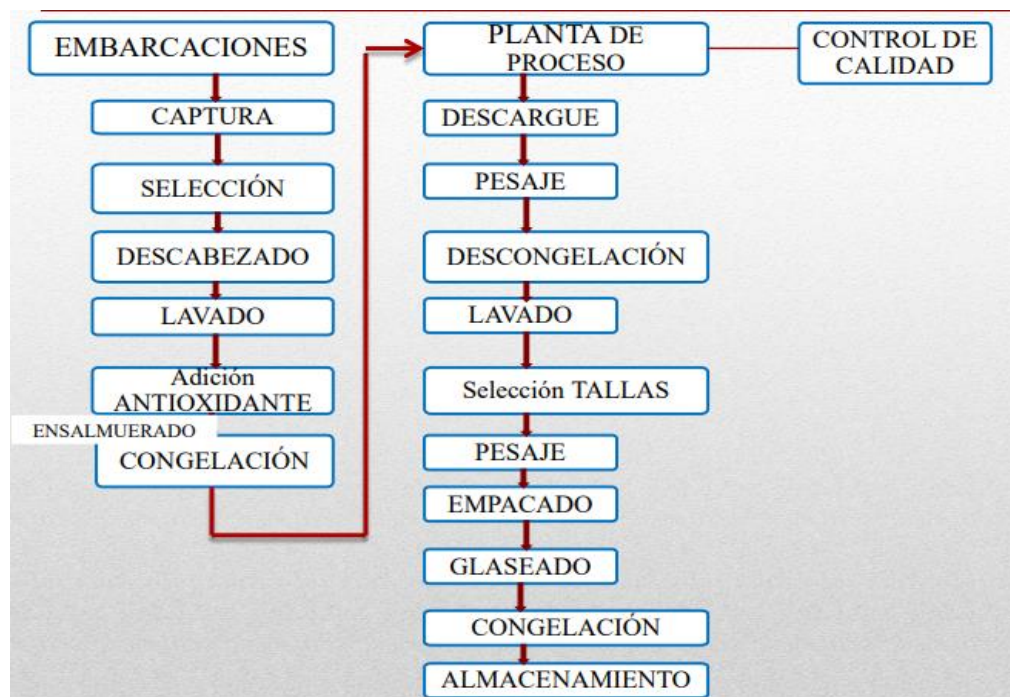 EMBARCACIONES
CAPTURA
SELECCIÓN
DESCABEZADO
LAVADO
Adición
ANTIOXIDANTE
ENSALMUERADO
CONGELACIÓN
PLANTA DE
PROCESO
DESCARGUE
PESAJE
DESCONGELACIÓN
LAVADO
Selección TALLAS
PESAJE
EMPACADO
GLASEADO
CONGELACIÓN
ALMACENAMIENTO
CONTROL DE
CALIDAD